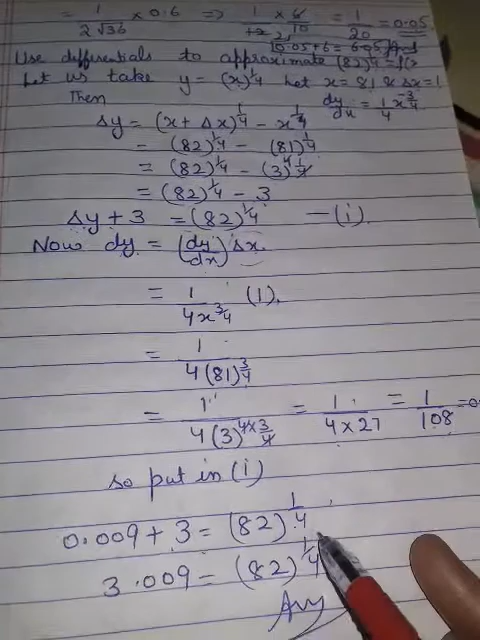 = 1/2√36 × 0.6 => 1/12 × 6/10 = 1/20 = 0.05
0.05 + 6 = 6.05
Use differentials to approximate (82)^1/4
Let us take y = (x)^1/4 Let x = 81 & Δx = 1
Then dy/dx = 1/4 x^-3/4
Δy = (x + Δx)^1/4 - x^1/4
= (82)^1/4 - (81)^1/4
= (82)^1/4 - (3)^4×1/4
= (82)^1/4 - 3
Δy + 3 = (82)^1/4 — (i)
Now dy = (dy/dx) Δx
= 1/4x^3/4 (1).
= 1/4(81)^3/4
= 1/4(3)^4×3/4 = 1/4×27 = 1/108 = 0.
so put in (i)
0.009 + 3 = (82)^1/4
3.009 = (82)^1/4
Ans